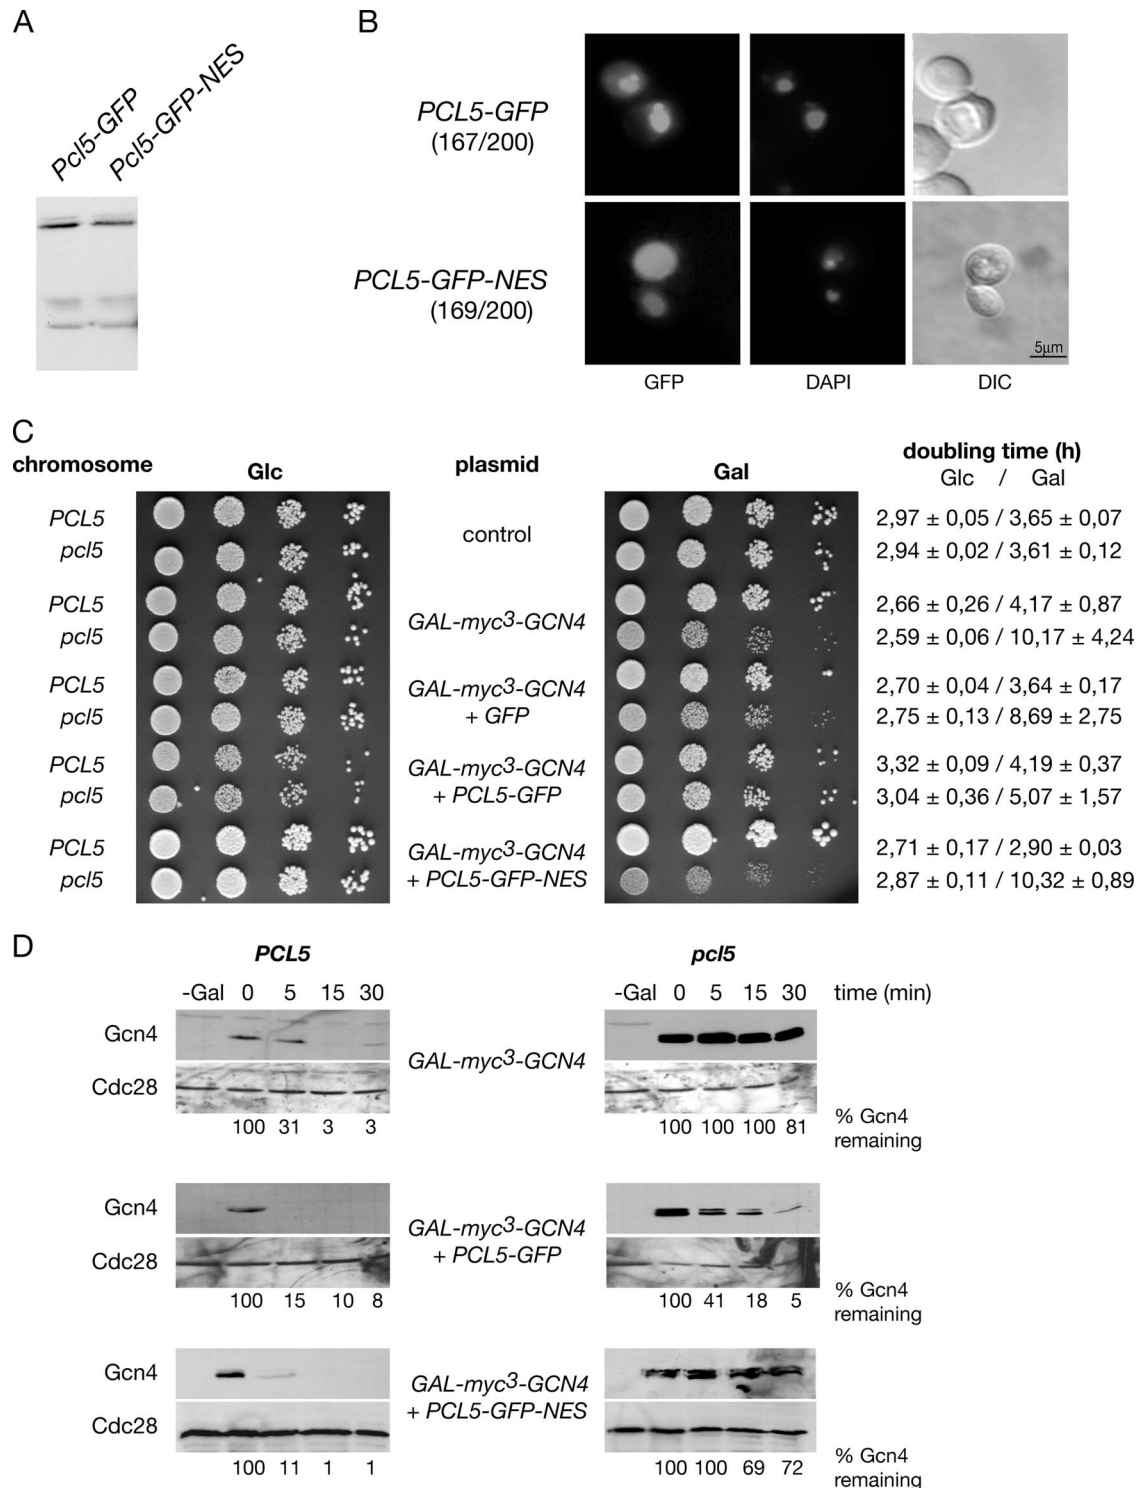 A
Pcl5-GFP
Pcl5-GFP-NES
B
PCL5-GFP
(167/200)
PCL5-GFP-NES
(169/200)
5µm
GFP DAPI DIC
C
chromosome Glc plasmid Gal doubling time (h)
Glc / Gal
PCL5 2,97 ± 0,05 / 3,65 ± 0,07
control
pcl5 2,94 ± 0,02 / 3,61 ± 0,12
PCL5 2,66 ± 0,26 / 4,17 ± 0,87
GAL-myc3-GCN4
pcl5 2,59 ± 0,06 / 10,17 ± 4,24
PCL5 GAL-myc3-GCN4 2,70 ± 0,04 / 3,64 ± 0,17
pcl5 + GFP 2,75 ± 0,13 / 8,69 ± 2,75
PCL5 GAL-myc3-GCN4 3,32 ± 0,09 / 4,19 ± 0,37
pcl5 + PCL5-GFP 3,04 ± 0,36 / 5,07 ± 1,57
PCL5 GAL-myc3-GCN4 2,71 ± 0,17 / 2,90 ± 0,03
pcl5 + PCL5-GFP-NES 2,87 ± 0,11 / 10,32 ± 0,89
D
PCL5 pcl5
-Gal 0 5 15 30 -Gal 0 5 15 30 time (min)
Gcn4
GAL-myc3-GCN4
Cdc28
100 31 3 3 100 100 100 81 % Gcn4
remaining
Gcn4
GAL-myc3-GCN4
+ PCL5-GFP
Cdc28
100 15 10 8 100 41 18 5 % Gcn4
remaining
Gcn4
GAL-myc3-GCN4
+ PCL5-GFP-NES
Cdc28
100 11 1 1 100 100 69 72 % Gcn4
remaining